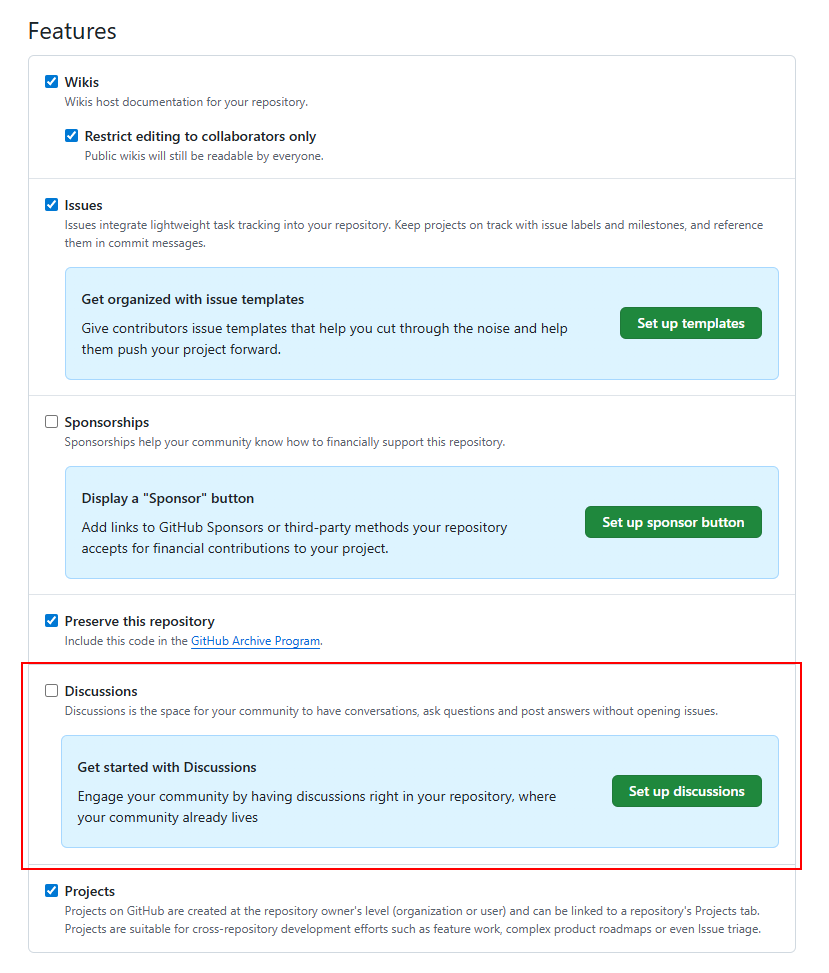 Features
Wikis
Wikis host documentation for your repository.
Restrict editing to collaborators only
Public wikis will still be readable by everyone.
Issues
Issues integrate lightweight task tracking into your repository. Keep projects on track with issue labels and milestones, and reference
them in commit messages.
Get organized with issue templates
Give contributors issue templates that help you cut through the noise and help
them push your project forward.
Set up templates
Sponsorships
Sponsorships help your community know how to financially support this repository.
Display a "Sponsor" button
Add links to GitHub Sponsors or third-party methods your repository
accepts for financial contributions to your project.
Set up sponsor button
Preserve this repository
Include this code in the GitHub Archive Program.
Discussions
Discussions is the space for your community to have conversations, ask questions and post answers without opening issues.
Get started with Discussions
Engage your community by having discussions right in your repository, where
your community already lives
Set up discussions
Projects
Projects on GitHub are created at the repository owner's level (organization or user) and can be linked to a repository's Projects tab.
Projects are suitable for cross-repository development efforts such as feature work, complex product roadmaps or even Issue triage.